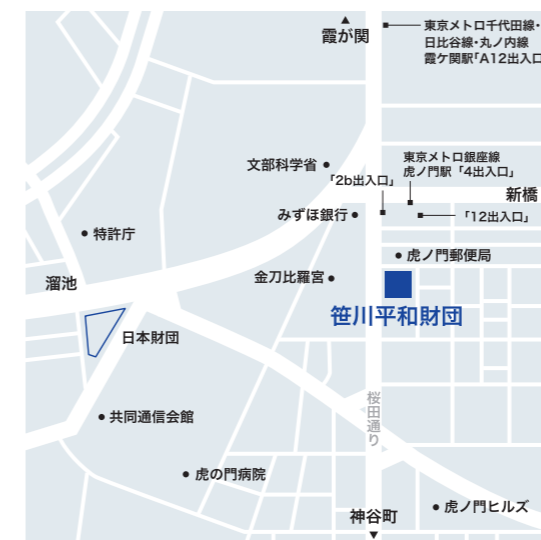 霞が関
東京メトロ千代田線・
日比谷線・丸ノ内線
霞ケ関駅「A12出入口
文部科学省
東京メトロ銀座線
虎ノ門駅 「4出入口」
「2b出入口」
新橋
みずほ銀行
「12出入口」
特許庁
虎ノ門郵便局
溜池
金刀比羅宮
笹川平和財団
日本財団
桜田通り
共同通信会館
虎の門病院
神谷町
虎ノ門ヒルズ